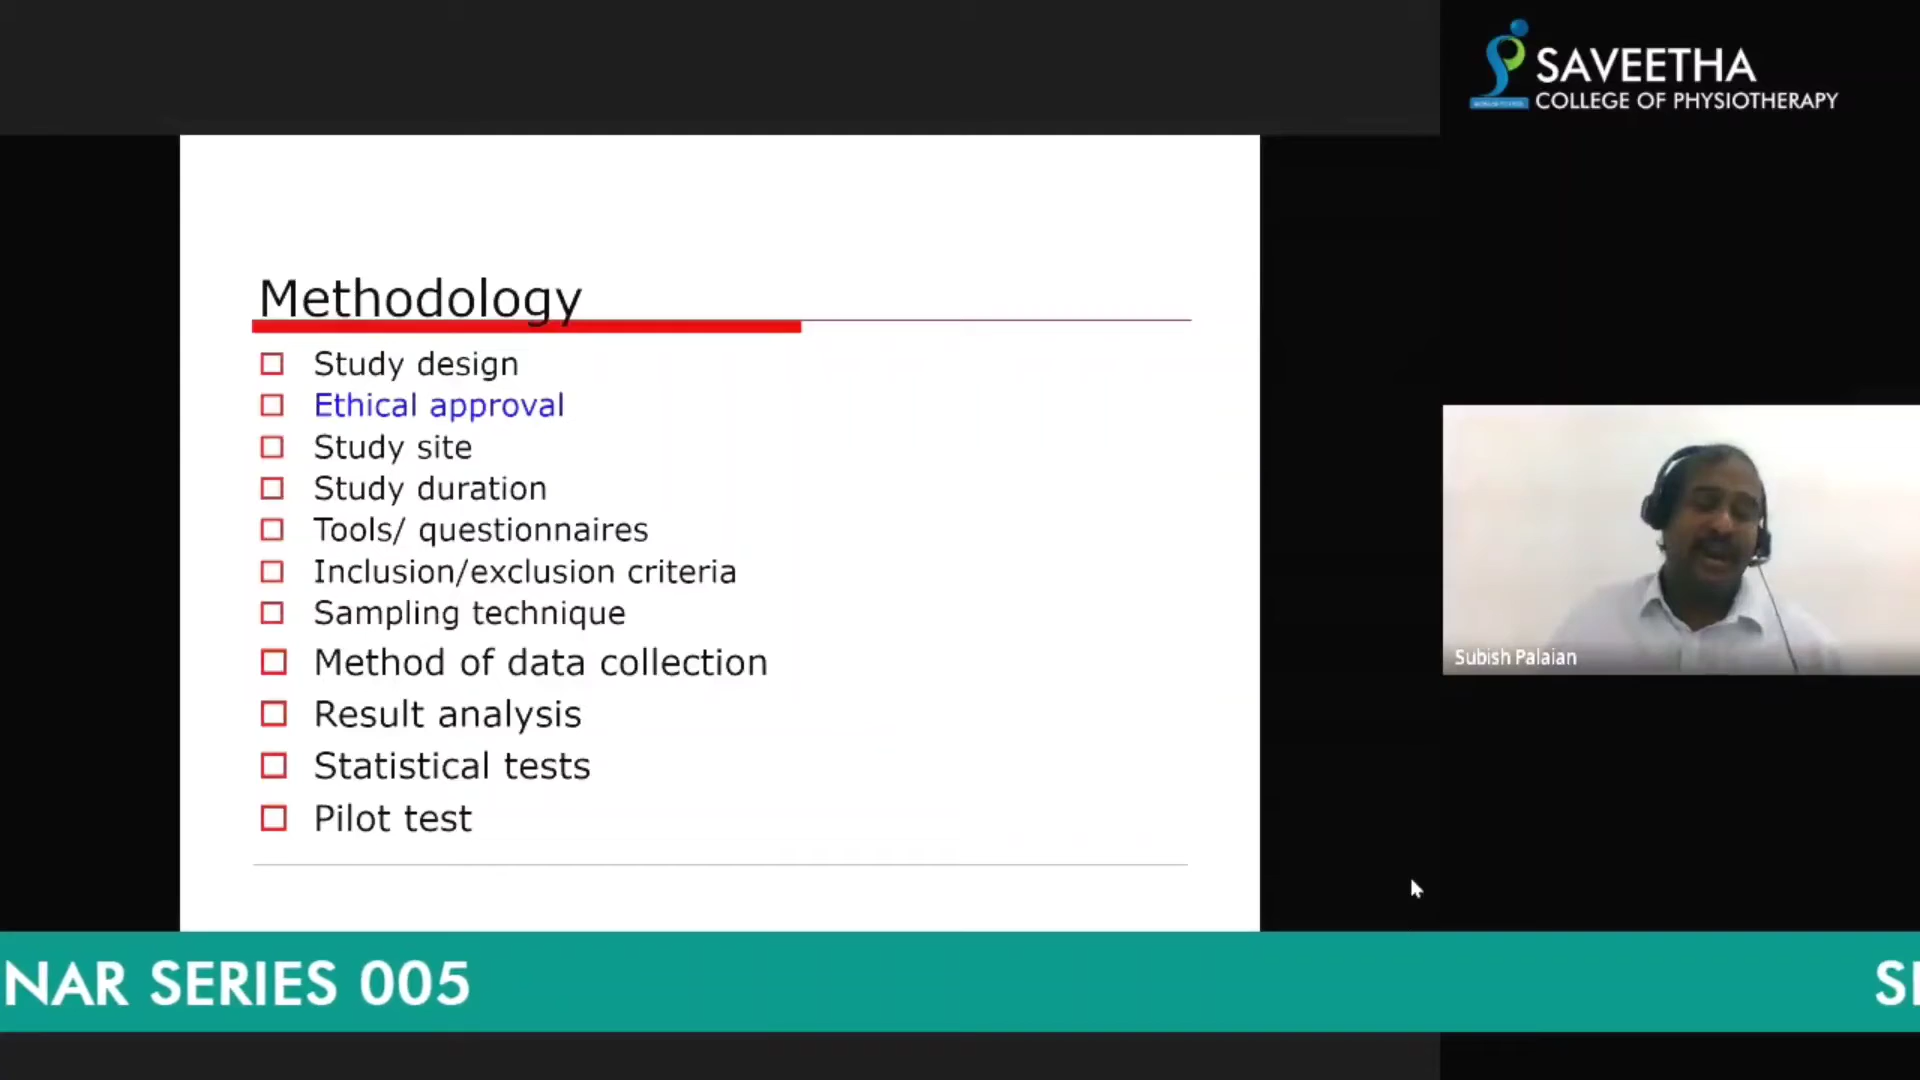 SAVEETHA
COLLEGE OF PHYSIOTHERAPY
Methodology
Study design
Ethical approval
Study site
Study duration
Tools/ questionnaires
Inclusion/exclusion criteria
Sampling technique
Method of data collection
Result analysis
Statistical tests
Pilot test
Subish Palaian
NAR SERIES 005